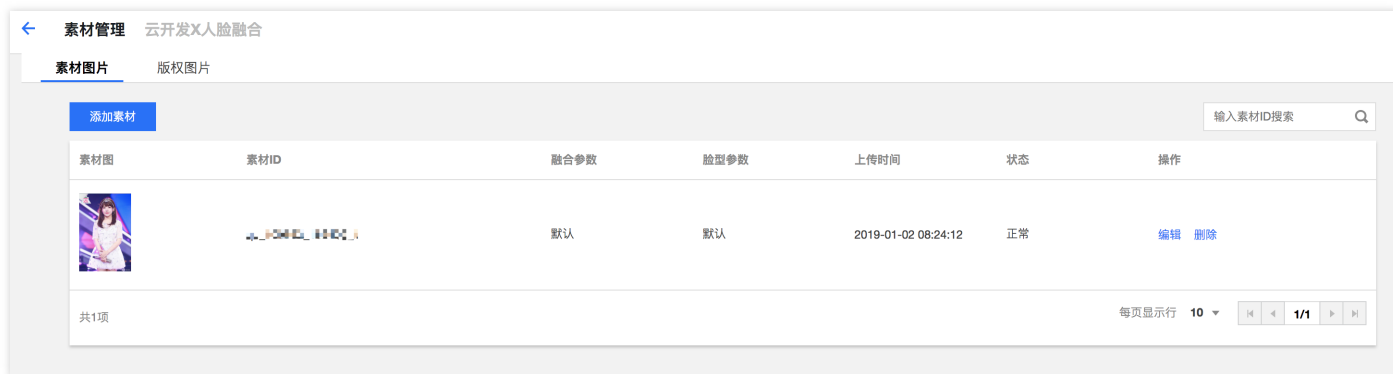 素材管理 云开发X人脸融合
素材图片 版权图片
添加素材 输入素材ID搜索
素材图 素材ID 融合参数 脸型参数 上传时间 状态 操作
默认 默认 2019-01-02 08:24:12 正常 编辑 删除
共1项 每页显示行 10 1/1